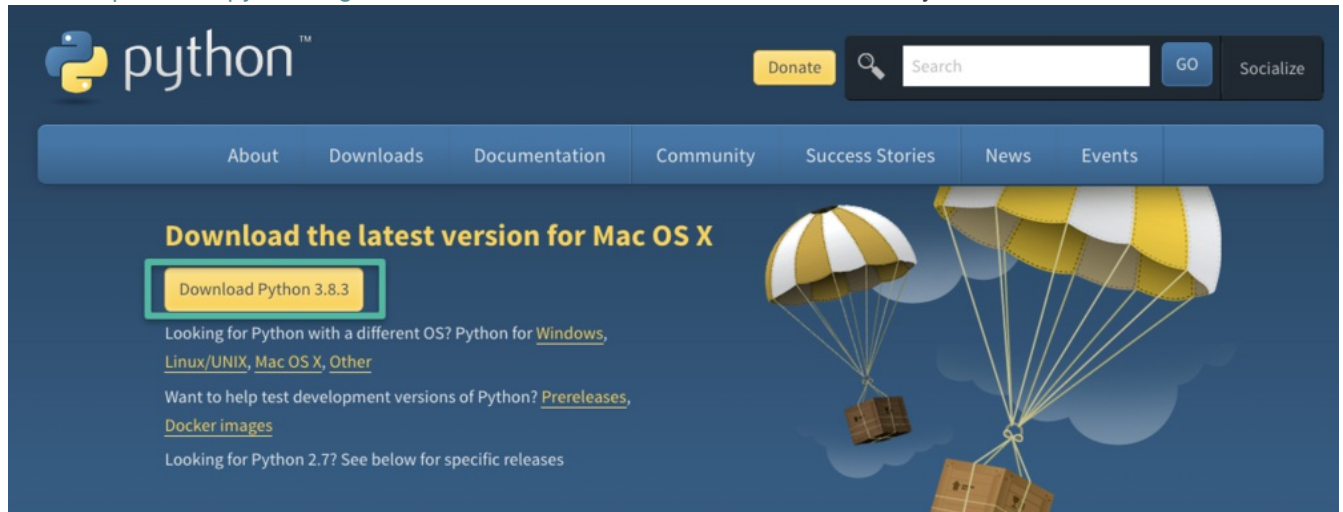 python™
Donate
Search
GO
Socialize
About
Downloads
Documentation
Community
Success Stories
News
Events
Download the latest version for Mac OS X
Download Python 3.8.3
Looking for Python with a different OS? Python for Windows,
Linux/UNIX, Mac OS X, Other
Want to help test development versions of Python? Prereleases,
Docker images
Looking for Python 2.7? See below for specific releases